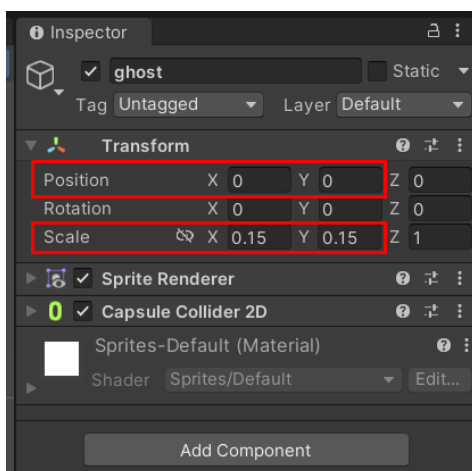 Inspector
ghost Static
Tag Untagged Layer Default
Transform
Position X 0 Y 0 Z 0
Rotation X 0 Y 0 Z 0
Scale X 0.15 Y 0.15 Z 1
Sprite Renderer
Capsule Collider 2D
Sprites-Default (Material)
Shader Sprites/Default Edit...
Add Component